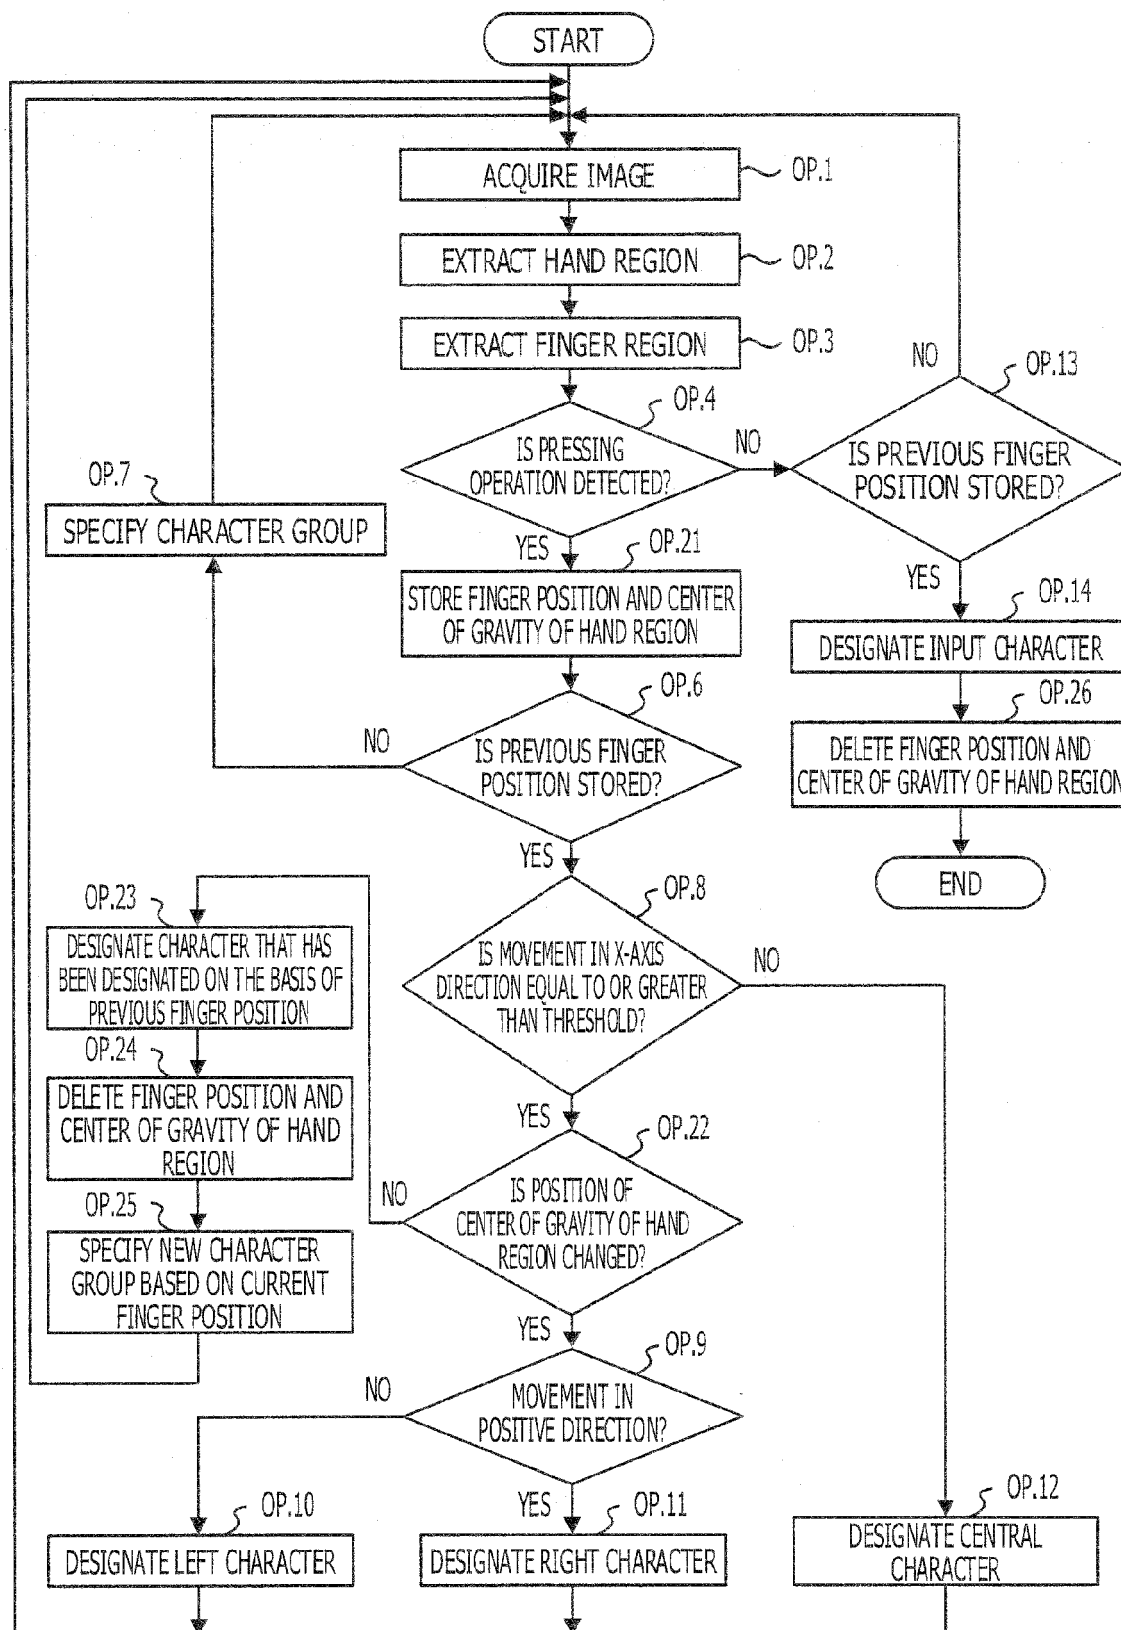 START
ACQUIRE IMAGE
OP.1
EXTRACT HAND REGION
OP.2
EXTRACT FINGER REGION
OP.3
OP.4
IS PRESSING
OPERATION DETECTED?
NO
YES
NO
OP.13
IS PREVIOUS FINGER
POSITION STORED?
YES
OP.7
SPECIFY CHARACTER GROUP
OP.21
STORE FINGER POSITION AND CENTER
OF GRAVITY OF HAND REGION
OP.14
DESIGNATE INPUT CHARACTER
OP.6
IS PREVIOUS FINGER
POSITION STORED?
NO
YES
OP.26
DELETE FINGER POSITION AND
CENTER OF GRAVITY OF HAND REGION
END
OP.8
IS MOVEMENT IN X-AXIS
DIRECTION EQUAL TO OR GREATER
THAN THRESHOLD?
NO
YES
OP.23
DESIGNATE CHARACTER THAT HAS
BEEN DESIGNATED ON THE BASIS OF
PREVIOUS FINGER POSITION
OP.24
DELETE FINGER POSITION AND
CENTER OF GRAVITY OF HAND
REGION
OP.25
SPECIFY NEW CHARACTER
GROUP BASED ON CURRENT
FINGER POSITION
OP.22
IS POSITION OF
CENTER OF GRAVITY OF HAND
REGION CHANGED?
NO
YES
OP.9
MOVEMENT IN
POSITIVE DIRECTION?
NO
YES
OP.10
DESIGNATE LEFT CHARACTER
OP.11
DESIGNATE RIGHT CHARACTER
OP.12
DESIGNATE CENTRAL
CHARACTER